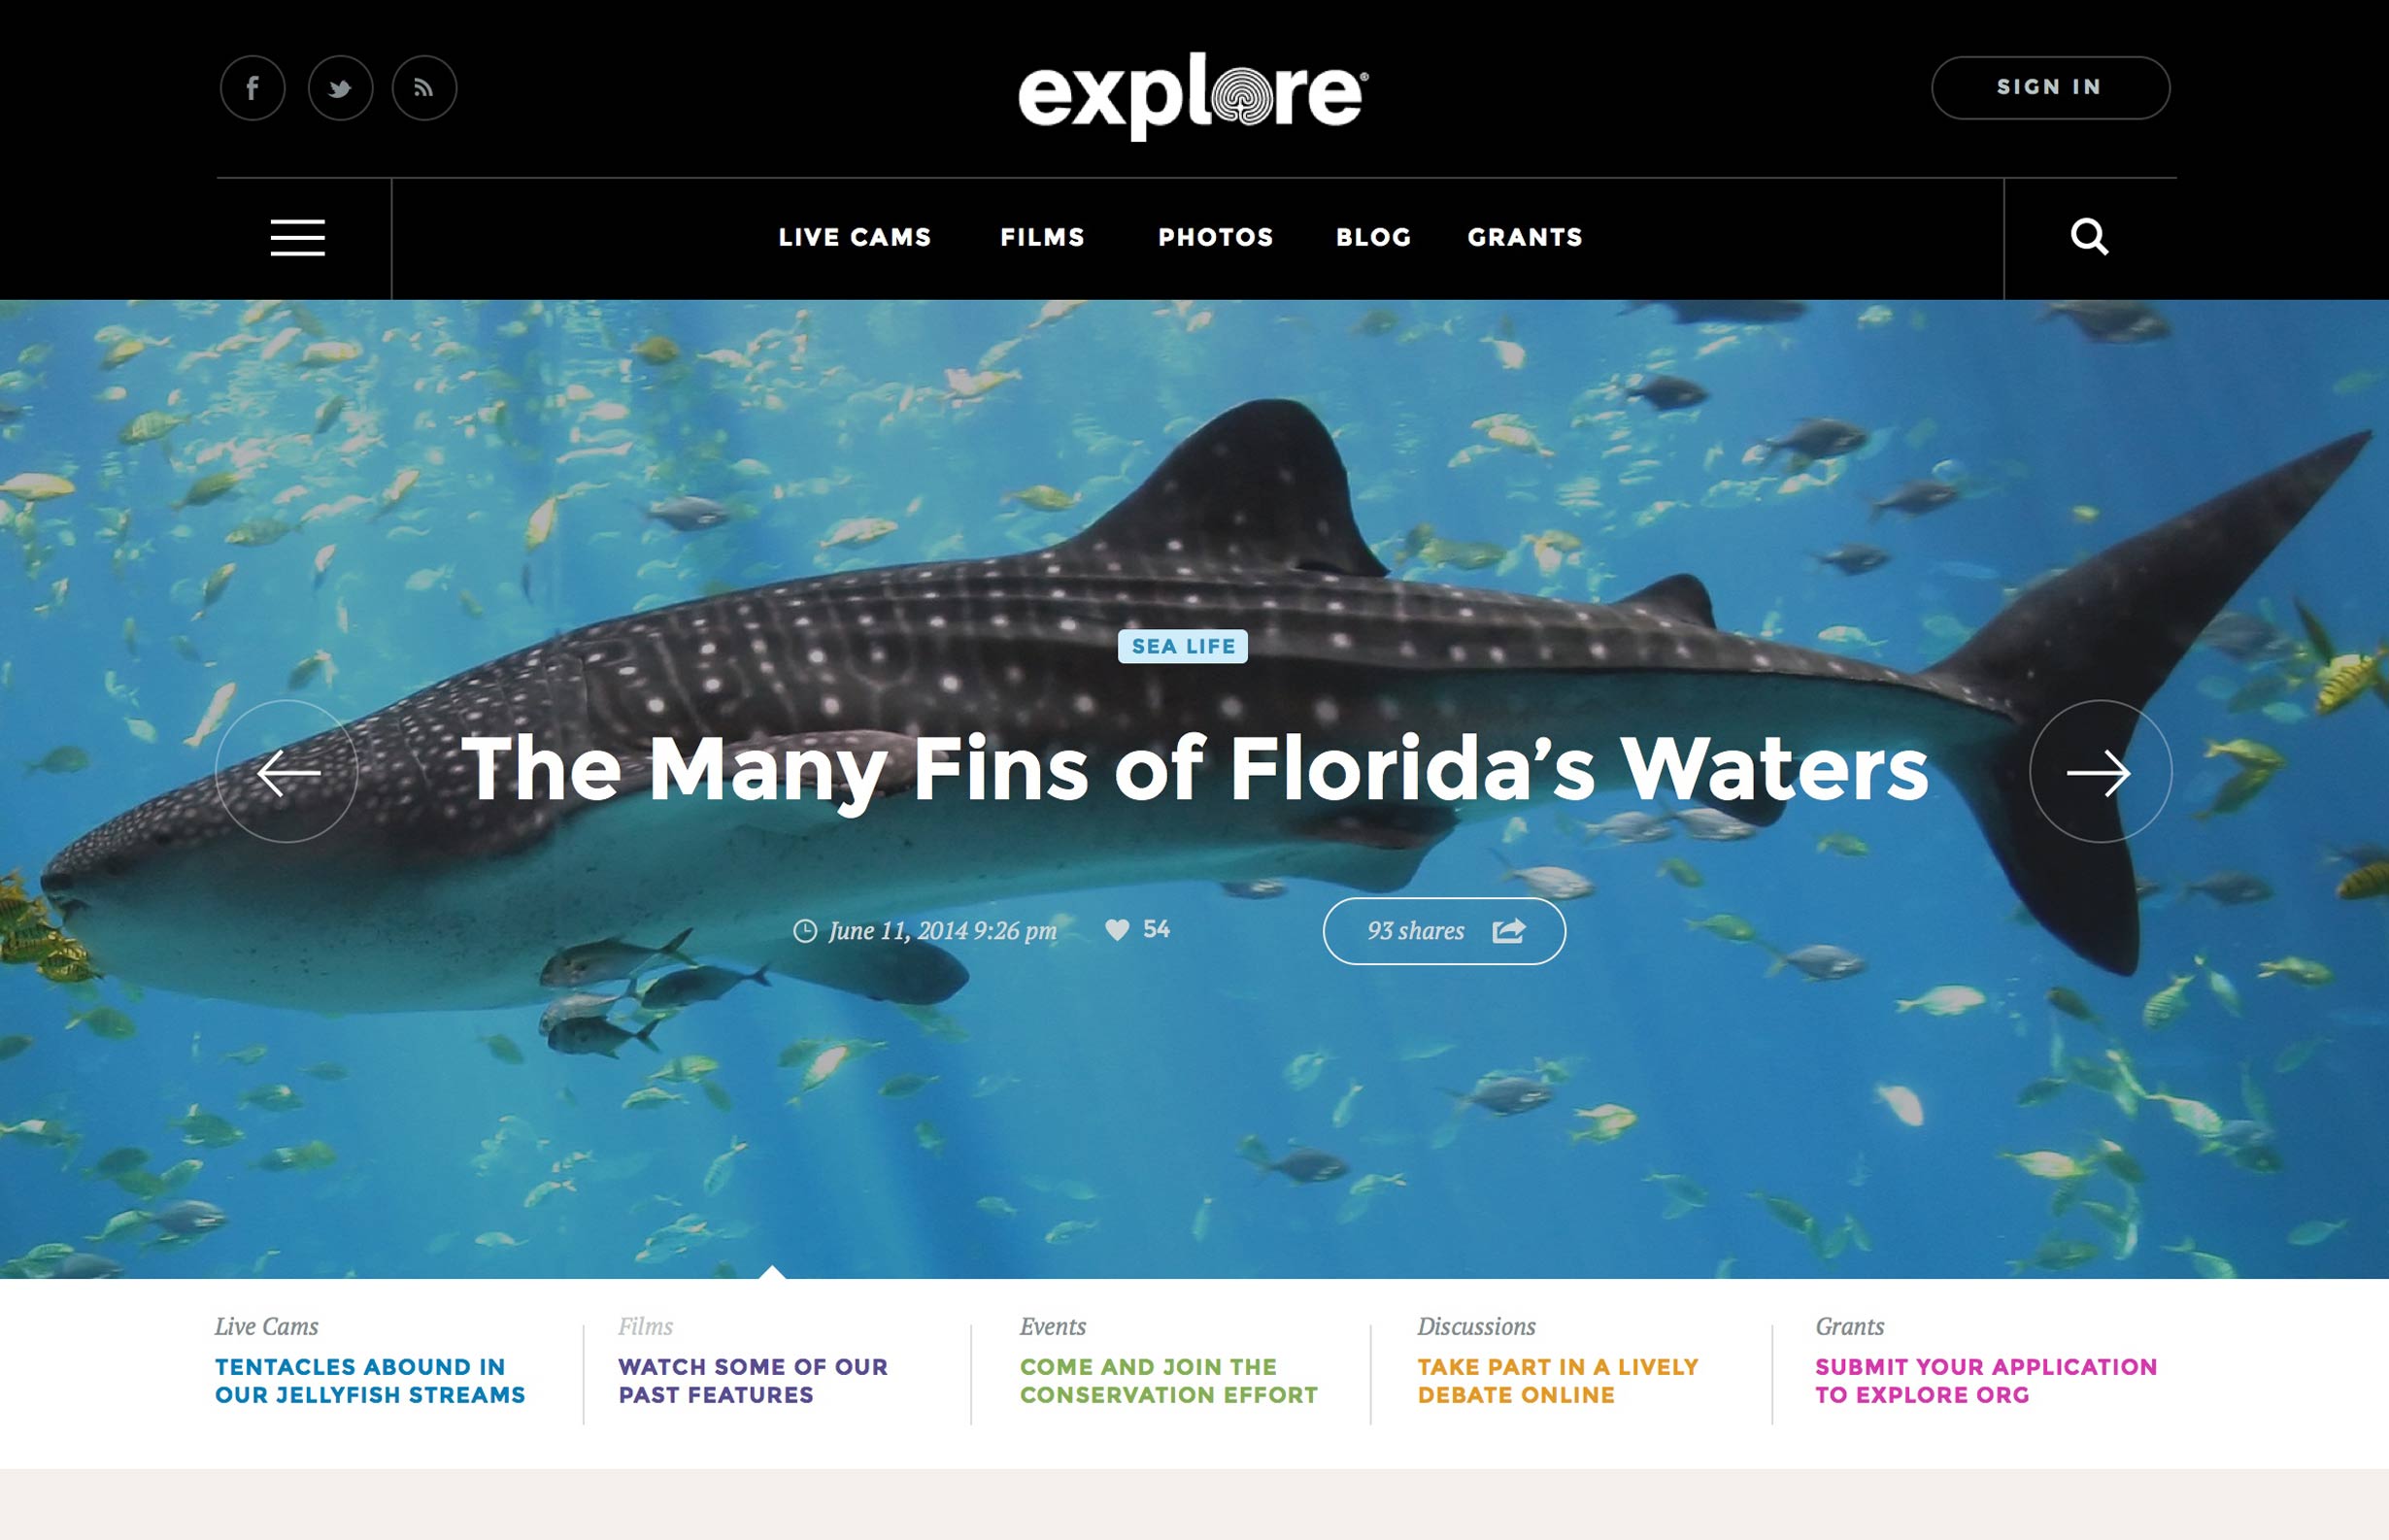 explore
SIGN IN
LIVE CAMS FILMS PHOTOS BLOG GRANTS
SEA LIFE
The Many Fins of Florida’s Waters
June 11, 2014 9:26 pm 54 93 shares
Live Cams
TENTACLES ABOUND IN
OUR JELLYFISH STREAMS
Films
WATCH SOME OF OUR
PAST FEATURES
Events
COME AND JOIN THE
CONSERVATION EFFORT
Discussions
TAKE PART IN A LIVELY
DEBATE ONLINE
Grants
SUBMIT YOUR APPLICATION
TO EXPLORE ORG